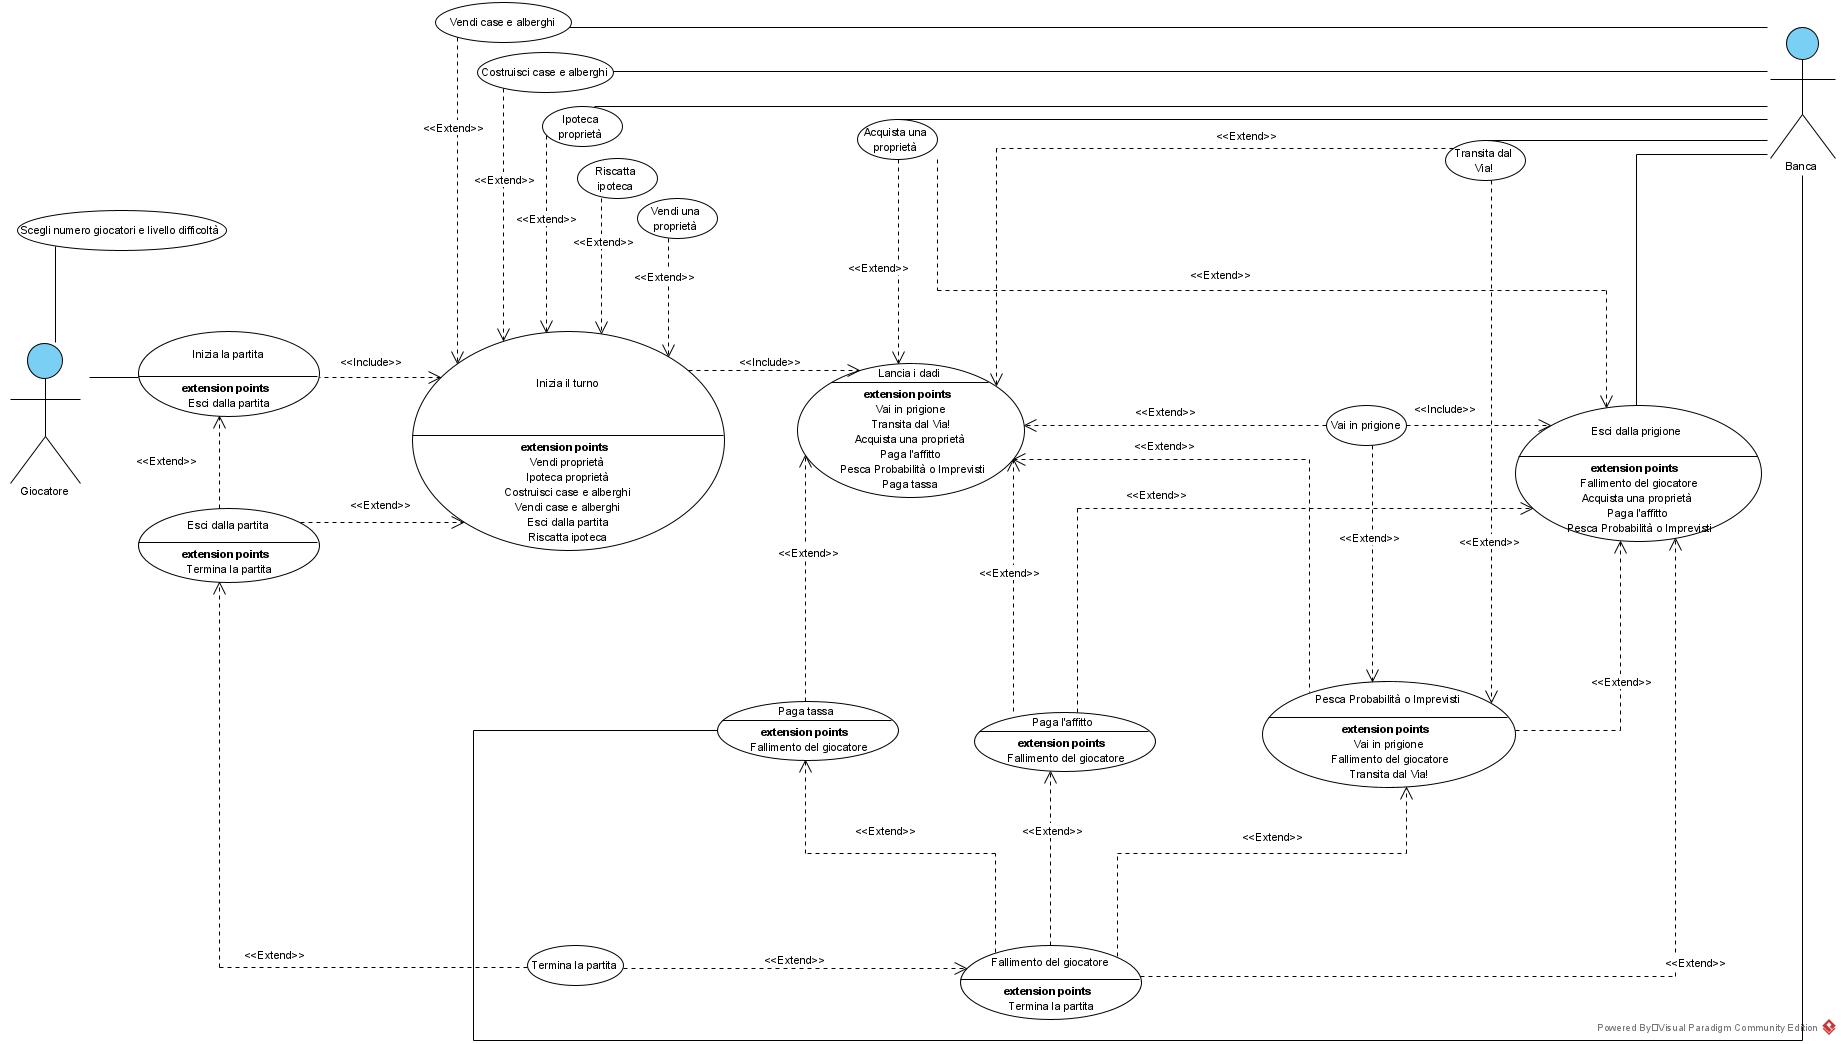 Vendi case e alberghi
Costruisci case e alberghi
<<Extend>>
Ipoteca
proprietà
Acquista una
proprietà
<<Extend>>
Transita dal
Via!
Banca
Riscatta
ipoteca
<<Extend>>
Vendi una
proprietà
<<Extend>>
Scegli numero giocatori e livello difficoltà
<<Extend>>
<<Extend>>
<<Extend>>
<<Extend>>
Inizia la partita
extension points
Esci dalla partita
<<Include>>
Inizia il turno
extension points
Vendi proprietà
Ipoteca proprietà
Costruisci case e alberghi
Vendi case e alberghi
Esci dalla partita
Riscatta ipoteca
<<Include>>
Lancia i dadi
extension points
Vai in prigione
Transita dal Via!
Acquista una proprietà
Paga l'affitto
Pesca Probabilità o Imprevisti
Paga tassa
<<Extend>>
Vai in prigione
<<Include>>
Esci dalla prigione
extension points
Fallimento del giocatore
Acquista una proprietà
Paga l'affitto
Pesca Probabilità o Imprevisti
<<Extend>>
<<Extend>>
Giocatore
<<Extend>>
Esci dalla partita
extension points
Termina la partita
<<Extend>>
<<Extend>>
<<Extend>>
<<Extend>>
<<Extend>>
<<Extend>>
Paga tassa
extension points
Fallimento del giocatore
Paga l'affitto
extension points
Fallimento del giocatore
Pesca Probabilità o Imprevisti
extension points
Vai in prigione
Fallimento del giocatore
Transita dal Via!
<<Extend>>
<<Extend>>
<<Extend>>
<<Extend>>
Termina la partita
<<Extend>>
Fallimento del giocatore
extension points
Termina la partita
<<Extend>>
Powered By Visual Paradigm Community Edition